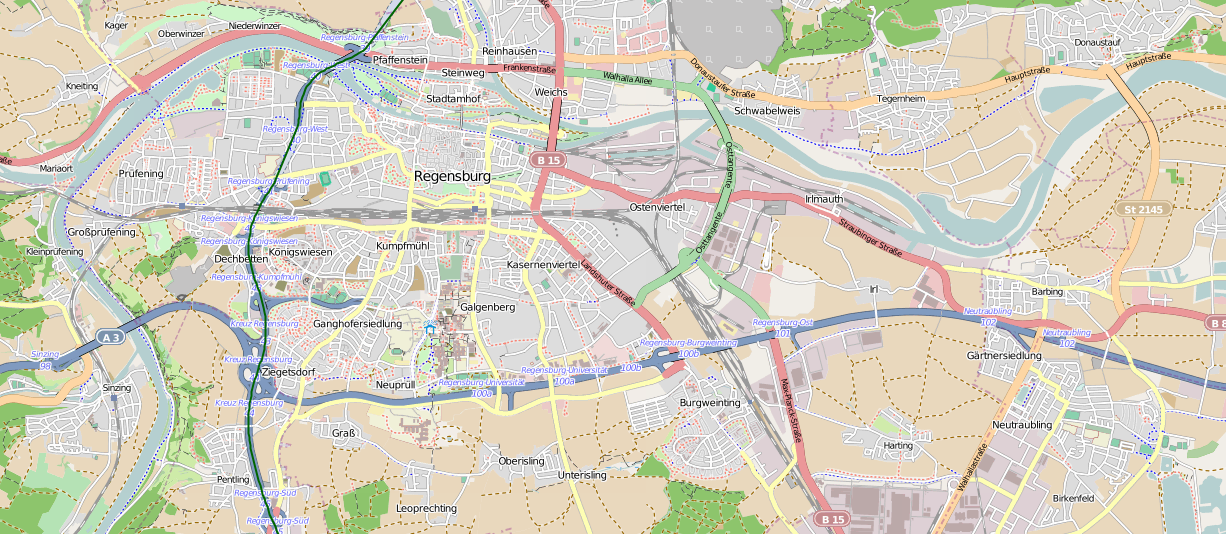 Kager
Niederwinzer
Oberwinzer
Regensburg-Pfaffenstein
Reinhausen
Donaustauf
Hauptstraße
Pfaffenstein
Steinweg
Frankenstraße
Walhalla Allee
Donaustaufer Straße
Hauptstraße
Kneiting
Stadtamhof
Weichs
Schwabelweis
Tegernheim
Regensburg-West
Mariaort
B 15
Prüfening
Regensburg-Prüfening
Regensburg
Osttangente
Irlmauth
Ostenviertel
St 2145
Regensburg-Königswiesen
Großprüfening
Straubinger Straße
Osttangente
Regensburg-Königswiesen
Kumpfmühl
Kleinprüfening
Königswiesen
Dechbetten
Kasernenviertel
Landshuter Straße
Regensburg-Kumpfmühl
Irl
Barbing
Galgenberg
Neutraubling
102
Kreuz Regensburg
Ganghofersiedlung
Regensburg-Ost
101
B 8
A 3
Neutraubling
102
Regensburg-Burgweinting
100b
Sinzing
98
Kreuz Regensburg
Gärtnersiedlung
Ziegetsdorf
Regensburg-Universität
100a
100b
Neuprüll
Regensburg-Universität
100a
Sinzing
Kreuz Regensburg
Burgweinting
Max-Planck-Straße
Graß
Neutraubling
Harting
Oberisling
Walhallastraße
Unterisling
Pentling
Regensburg-Süd
Birkenfeld
Leoprechting
Regensburg-Süd
B 15